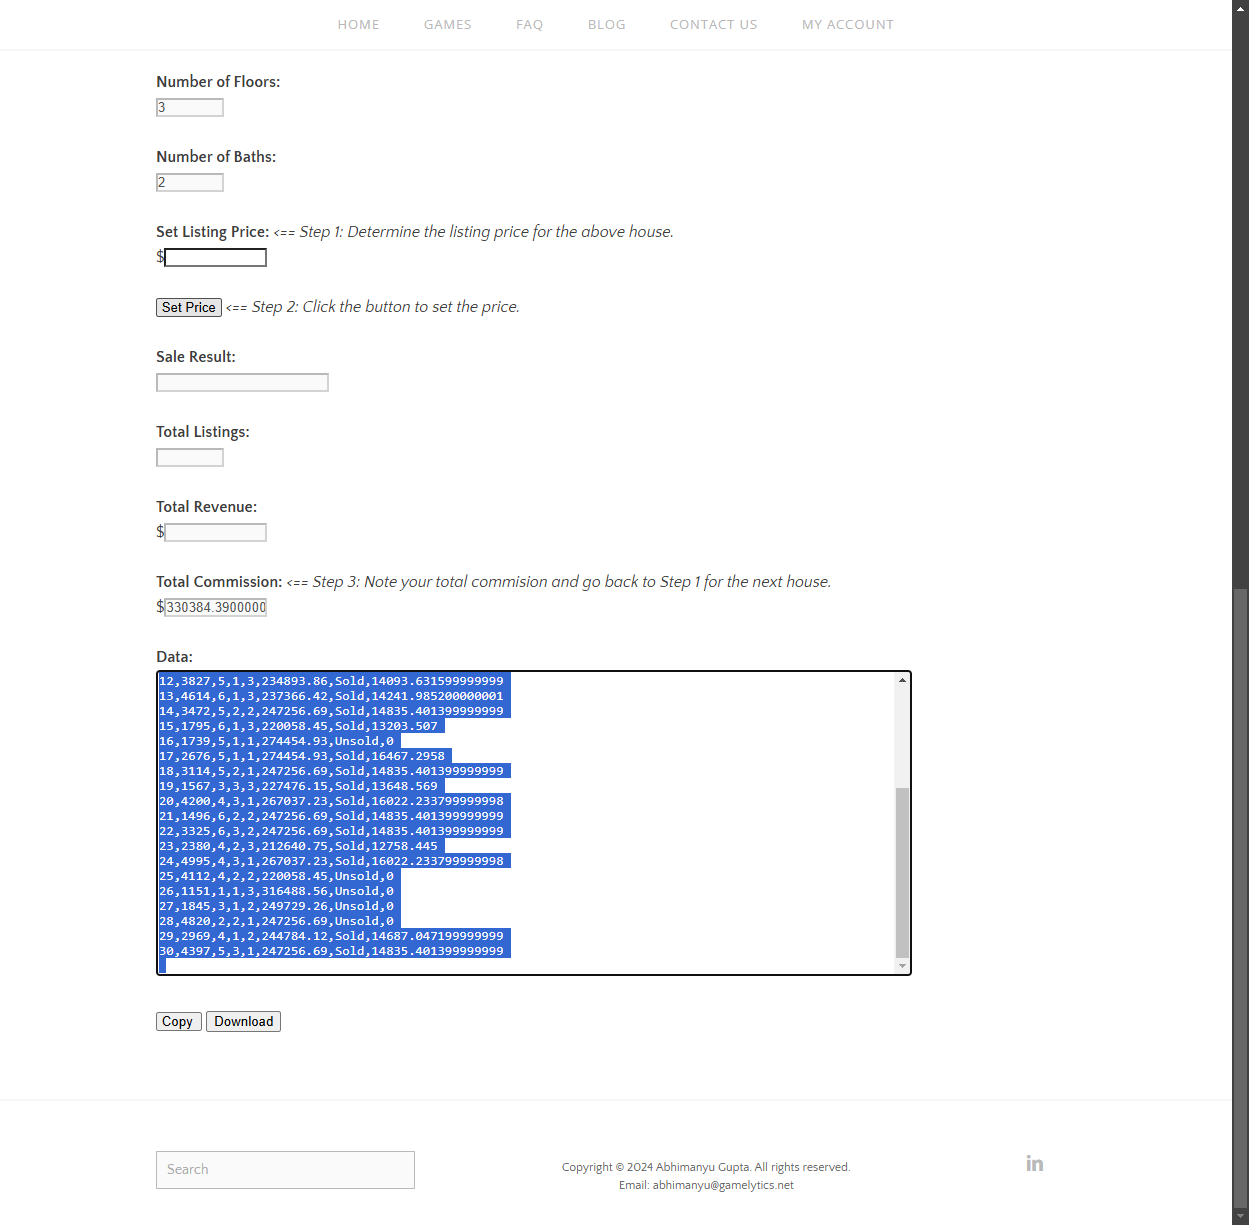 HOME GAMES FAQ BLOG CONTACT US MY ACCOUNT
Number of Floors:
3
Number of Baths:
2
Set Listing Price: <== Step 1: Determine the listing price for the above house.
$
Set Price <== Step 2: Click the button to set the price.
Sale Result:
Total Listings:
Total Revenue:
$
Total Commission: <== Step 3: Note your total commision and go back to Step 1 for the next house.
$330384.3900000
Data:
12,3827,5,1,3,234893.86,Sold,14093.631599999999
13,4614,6,1,3,237366.42,Sold,14241.985200000001
14,3472,5,2,2,247256.69,Sold,14835.401399999999
15,1795,6,1,3,220058.45,Sold,13203.507
16,1739,5,1,1,274454.93,Unsold,0
17,2676,5,1,1,274454.93,Sold,16467.2958
18,3114,5,2,1,247256.69,Sold,14835.401399999999
19,1567,3,3,3,227476.15,Sold,13648.569
20,4200,4,3,1,267037.23,Sold,16022.233799999998
21,1496,6,2,2,247256.69,Sold,14835.401399999999
22,3325,6,3,2,247256.69,Sold,14835.401399999999
23,2380,4,2,3,212640.75,Sold,12758.445
24,4995,4,3,1,267037.23,Sold,16022.233799999998
25,4112,4,2,2,220058.45,Unsold,0
26,1151,1,1,3,316488.56,Unsold,0
27,1845,3,1,2,249729.26,Unsold,0
28,4820,2,2,1,247256.69,Unsold,0
29,2969,4,1,2,244784.12,Sold,14687.047199999999
30,4397,5,3,1,247256.69,Sold,14835.401399999999
Copy Download
Search
Copyright © 2024 Abhimanyu Gupta. All rights reserved.
Email: abhimanyu@gamelytics.net
in